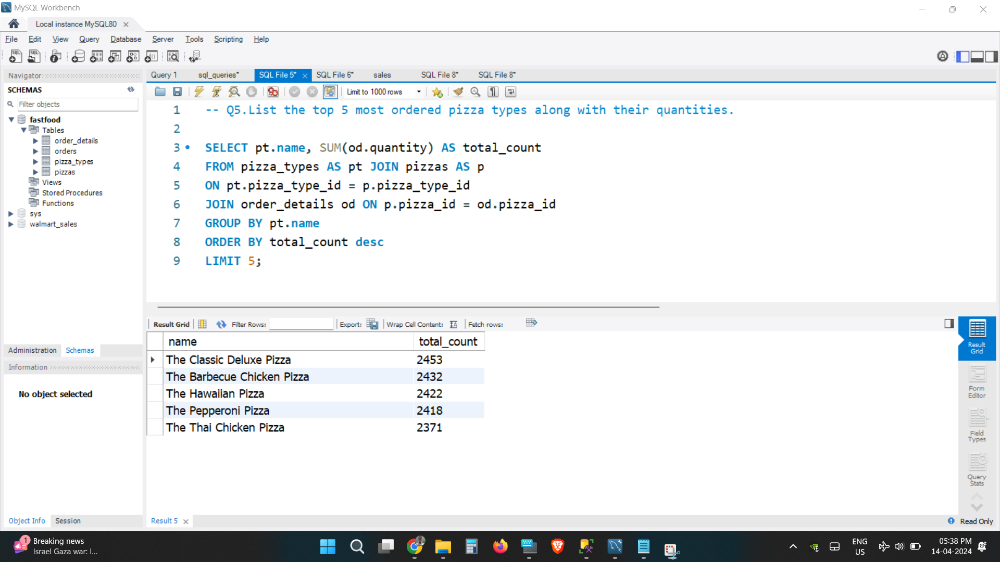 MySQL Workbench
Local instance MySQL80
File Edit View Query Database Server Tools Scripting Help
Navigator
SCHEMAS
Filter objects
fastfood
Tables
order_details
orders
pizza_types
pizzas
Views
Stored Procedures
Functions
sys
walmart_sales
Administration Schemas
Information
No object selected
Object Info Session
Query 1 sql_queries* SQL File 5* SQL File 6* sales SQL File 8* SQL File 8*
Limit to 1000 rows
1 -- Q5.List the top 5 most ordered pizza types along with their quantities.
2
3 SELECT pt.name, SUM(od.quantity) AS total_count
4 FROM pizza_types AS pt JOIN pizzas AS p
5 ON pt.pizza_type_id = p.pizza_type_id
6 JOIN order_details od ON p.pizza_id = od.pizza_id
7 GROUP BY pt.name
8 ORDER BY total_count desc
9 LIMIT 5;
Result Grid Filter Rows: Export: Wrap Cell Content: Fetch rows:
name total_count
The Classic Deluxe Pizza 2453
The Barbecue Chicken Pizza 2432
The Hawaiian Pizza 2422
The Pepperoni Pizza 2418
The Thai Chicken Pizza 2371
Result
Grid
Form
Editor
Field
Types
Query
Stats
Result 5
Read Only
1
Breaking news
Israel Gaza war: I...
ENG
US
05:38 PM
14-04-2024